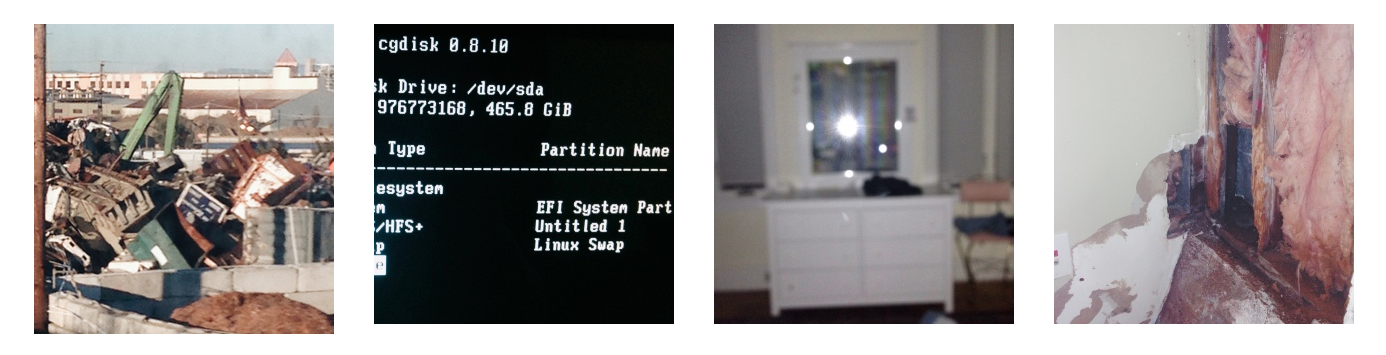 cgdisk 0.8.10
sk Drive: /dev/sda
976773168, 465.8 GiB
Type Partition Name
esystem
EFI System Part
/HFS+ Untitled 1
Linux Swap